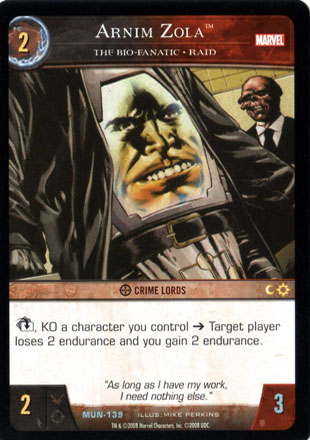 2
ARNIM ZOLA™
THE BIO-FANATIC • RAID
MARVEL
CRIME LORDS
, KO a character you control ➔ Target player
loses 2 endurance and you gain 2 endurance.
"As long as I have my work,
I need nothing else."
2
MUN-139 ILLUS: MIKE PERKINS
3
TM & ©2008 Marvel Characters, Inc. ©2008 UDC.